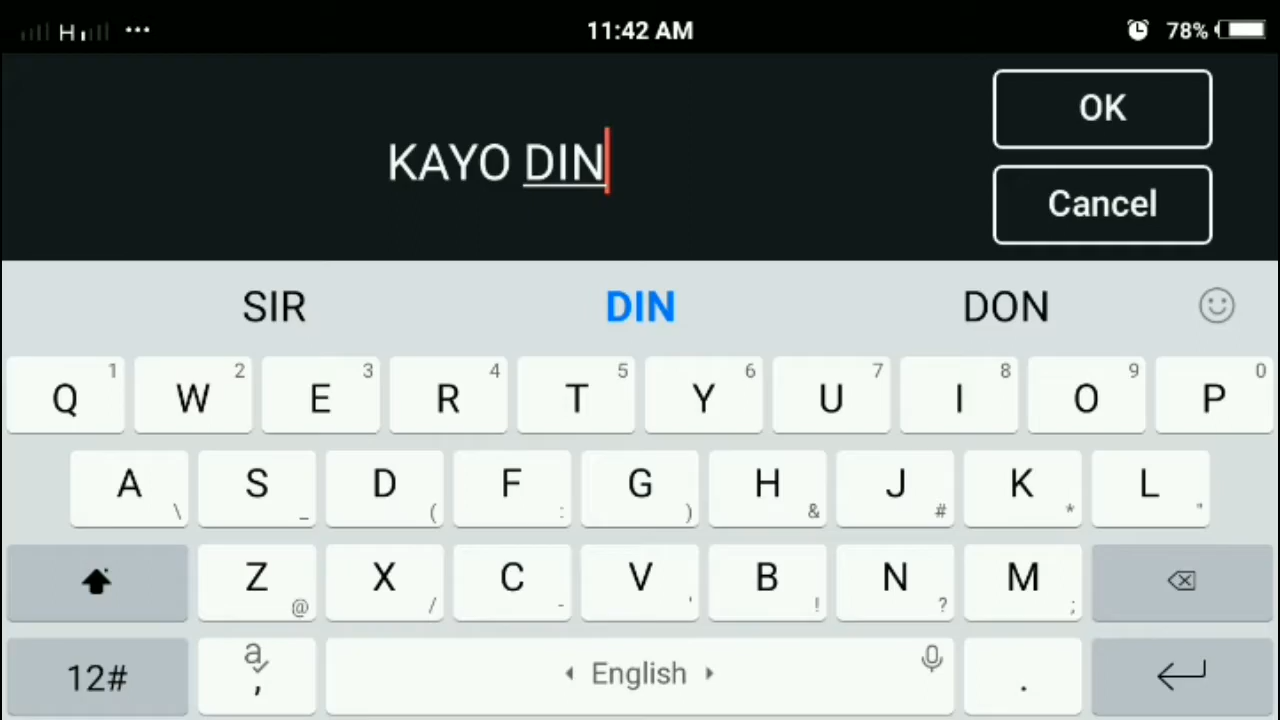 H ••• 11:42 AM 78%
OK
KAYO DIN
Cancel
SIR DIN DON
Q 1 W 2 E 3 R 4 T 5 Y 6 U 7 I 8 O 9 P 0
A \ S _ D ( F : G ) H & J # K * L "
Z @ X / C - V ' B ! N ? M ;
12# a , English .